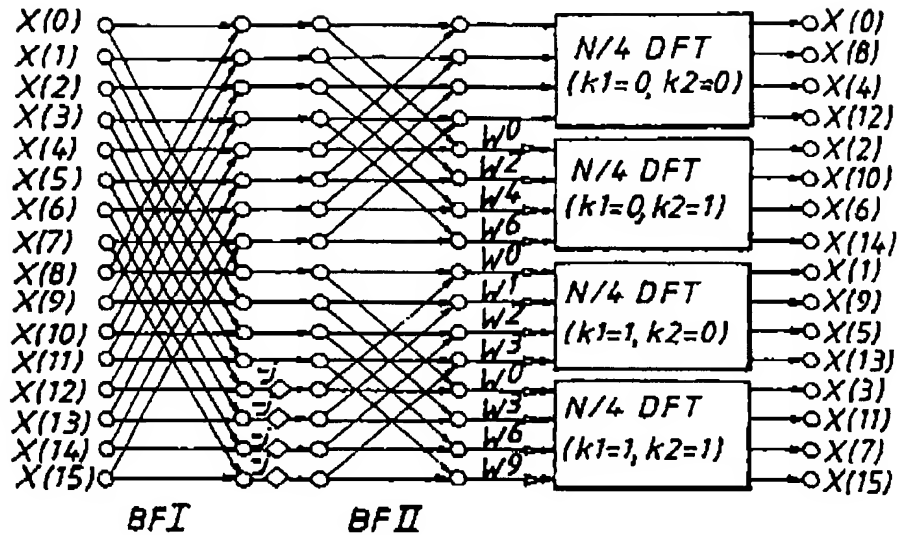 X(0) X(0)
X(1) N/4 DFT X(8)
X(2) (k1=0, k2=0) X(4)
X(3) X(12)
X(4) W0 X(2)
X(5) W2 N/4 DFT X(10)
X(6) W4 (k1=0,k2=1) X(6)
X(7) W6 X(14)
X(8) W0 X(1)
X(9) W1 N/4 DFT X(9)
X(10) W2 (k1=1, k2=0) X(5)
X(11) W3 X(13)
X(12) -j W0 X(3)
X(13) -j W3 N/4 DFT X(11)
X(14) -j W6 (k1=1, k2=1) X(7)
X(15) -j W9 X(15)
BF I BF II